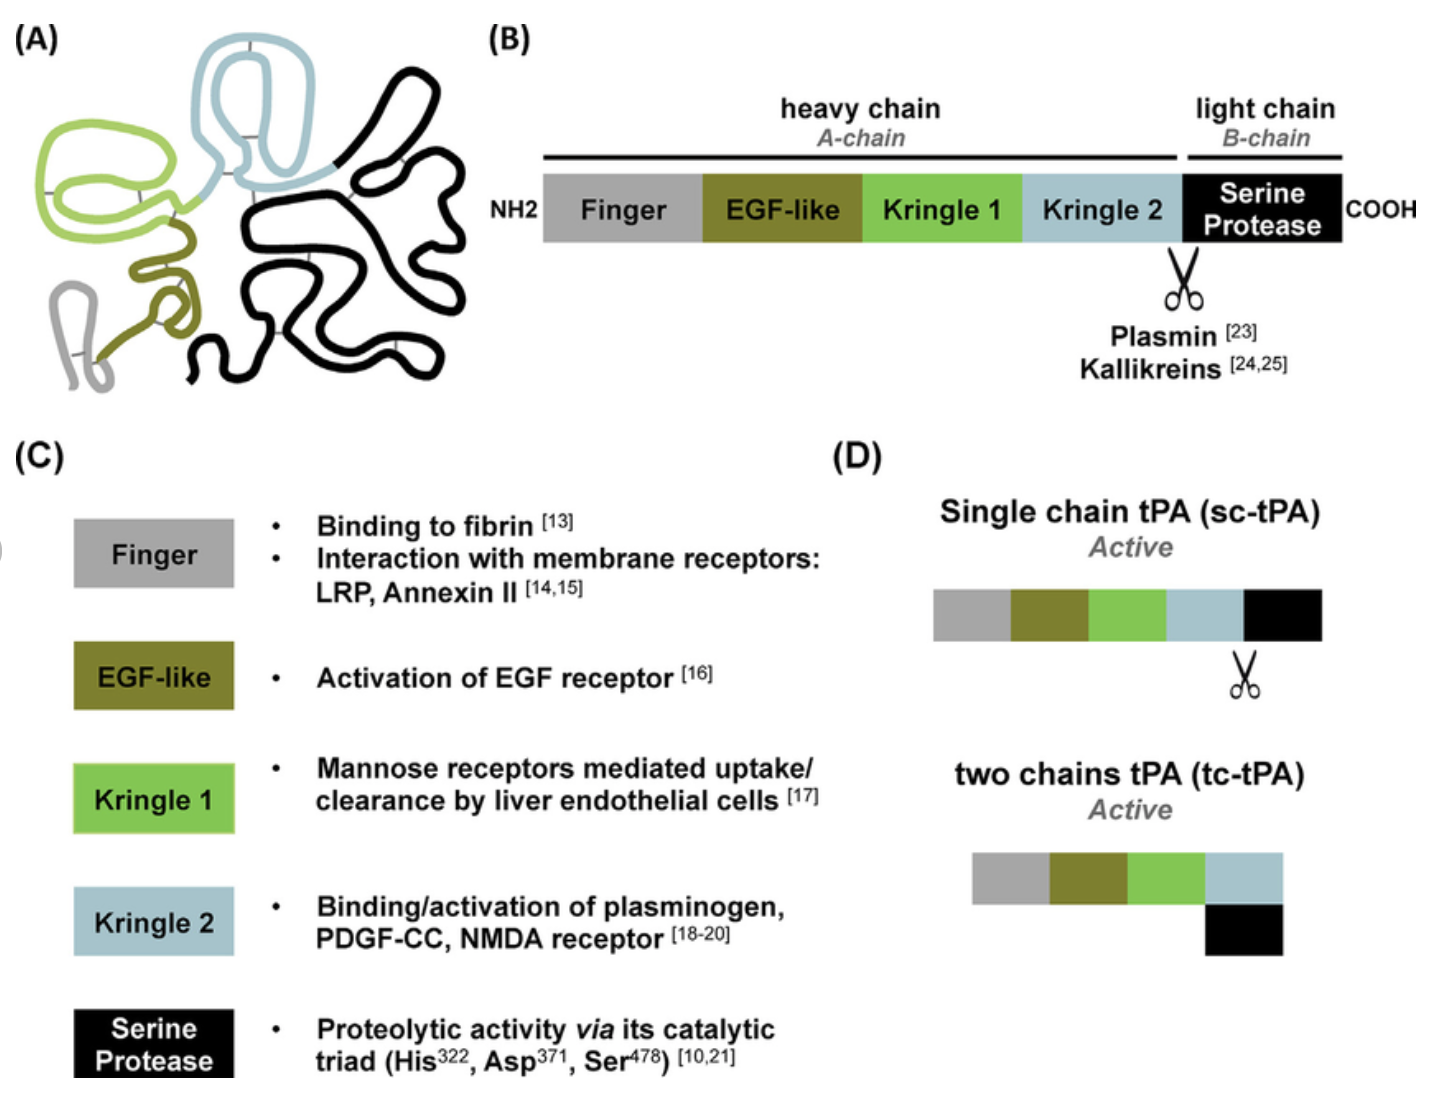 (A)
(B)
heavy chain
A-chain
light chain
B-chain
NH2
Finger
EGF-like
Kringle 1
Kringle 2
Serine
Protease
COOH
Plasmin [23]
Kallikreins [24,25]
(C)
Finger
• Binding to fibrin [13]
• Interaction with membrane receptors:
LRP, Annexin II [14,15]
EGF-like
• Activation of EGF receptor [16]
Kringle 1
• Mannose receptors mediated uptake/
clearance by liver endothelial cells [17]
Kringle 2
• Binding/activation of plasminogen,
PDGF-CC, NMDA receptor [18-20]
Serine
Protease
• Proteolytic activity via its catalytic
triad (His322, Asp371, Ser478) [10,21]
(D)
Single chain tPA (sc-tPA)
Active
two chains tPA (tc-tPA)
Active